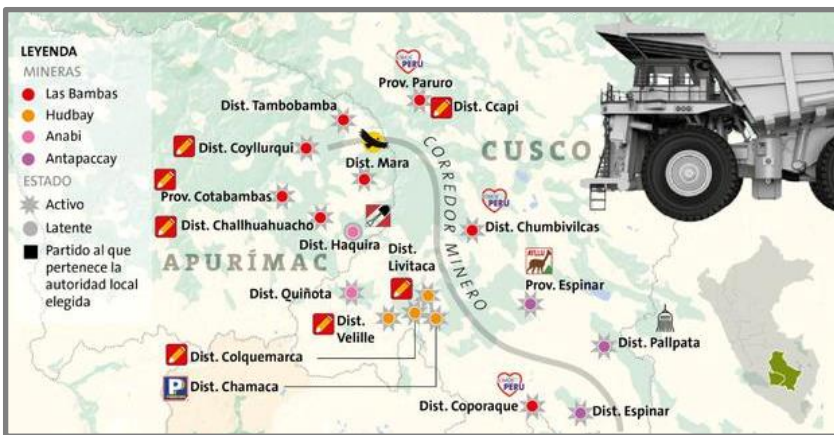 LEYENDA
MINERAS
Las Bambas
Hudbay
Anabi
Antapaccay
ESTADO
Activo
Latente
Partido al que
pertenece la
autoridad local
elegida
PERU
Prov. Paruro
Dist. Ccapi
Dist. Tambobamba
Dist. Coyllurqui
Dist. Mara
CORREDOR MINERO
CUSCO
Prov. Cotabambas
PERU
Dist. Challhuahuacho
Dist. Chumbivilcas
Dist. Haquira
APURÍMAC
Dist.
Livitaca
AYLLU
Prov. Espinar
Dist. Quiñota
Dist.
Velille
Dist. Pallpata
Dist. Colquemarca
P
Dist. Chamaca
PERU
Dist. Coporaque
Dist. Espinar